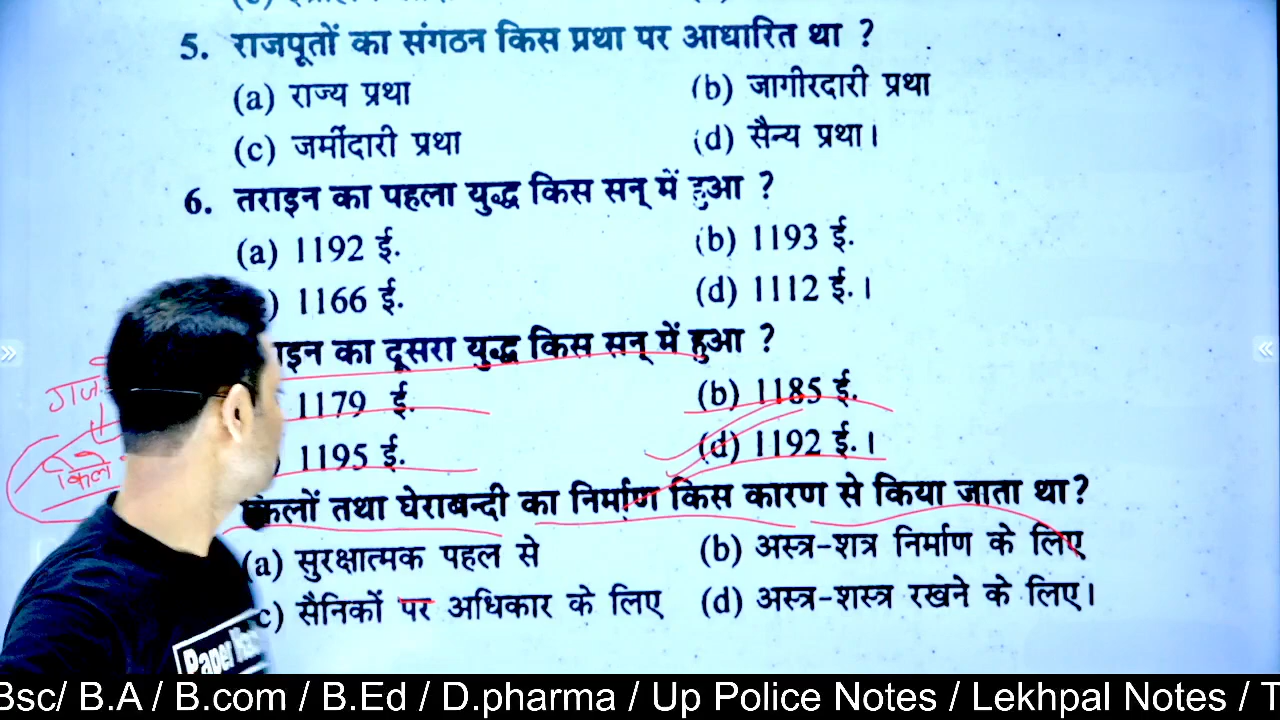 5. राजपूतों का संगठन किस प्रथा पर आधारित था ?
(a) राज्य प्रथा (b) जागीरदारी प्रथा
(c) जमींदारी प्रथा (d) सैन्य प्रथा।
6. तराइन का पहला युद्ध किस सन् में हुआ ?
(a) 1192 ई. (b) 1193 ई.
) 1166 ई. (d) 1112 ई.।
इन का दूसरा युद्ध किस सन् में हुआ ?
1179 ई. (b) 1185 ई.
) 1195 ई. (d) 1192 ई.।
किले
तथा घेराबन्दी का निर्माण किस कारण से किया जाता था?
(a) सुरक्षात्मक पहल से (b) अस्त्र-शत्र निर्माण के लिए
c) सैनिकों पर अधिकार के लिए (d) अस्त्र-शस्त्र रखने के लिए।
Paper
Bsc/ B.A / B.com / B.Ed / D.pharma / Up Police Notes / Lekhpal Notes / T